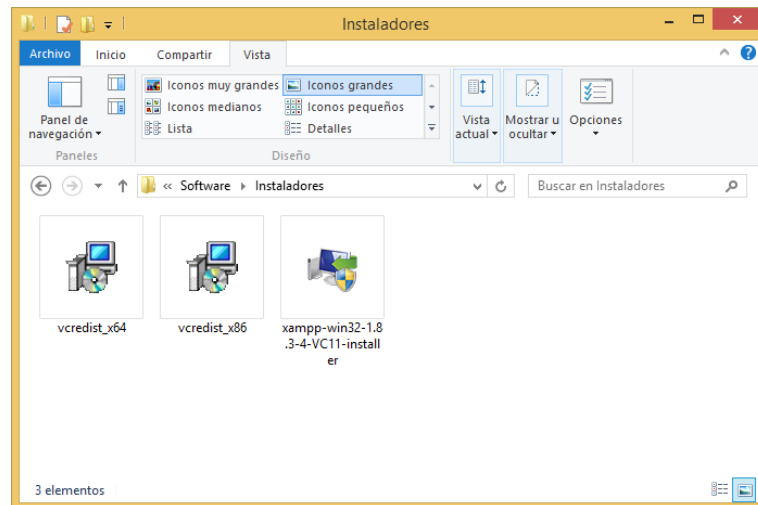 Instaladores
Archivo Inicio Compartir Vista
Iconos muy grandes Iconos grandes
Iconos medianos Iconos pequeños
Lista Detalles
Panel de
navegación
Vista
actual
Mostrar u
ocultar
Opciones
Paneles
Diseño
« Software Instaladores
Buscar en Instaladores
vcredist_x64
vcredist_x86
xampp-win32-1.8
.3-4-VC11-install
er
3 elementos